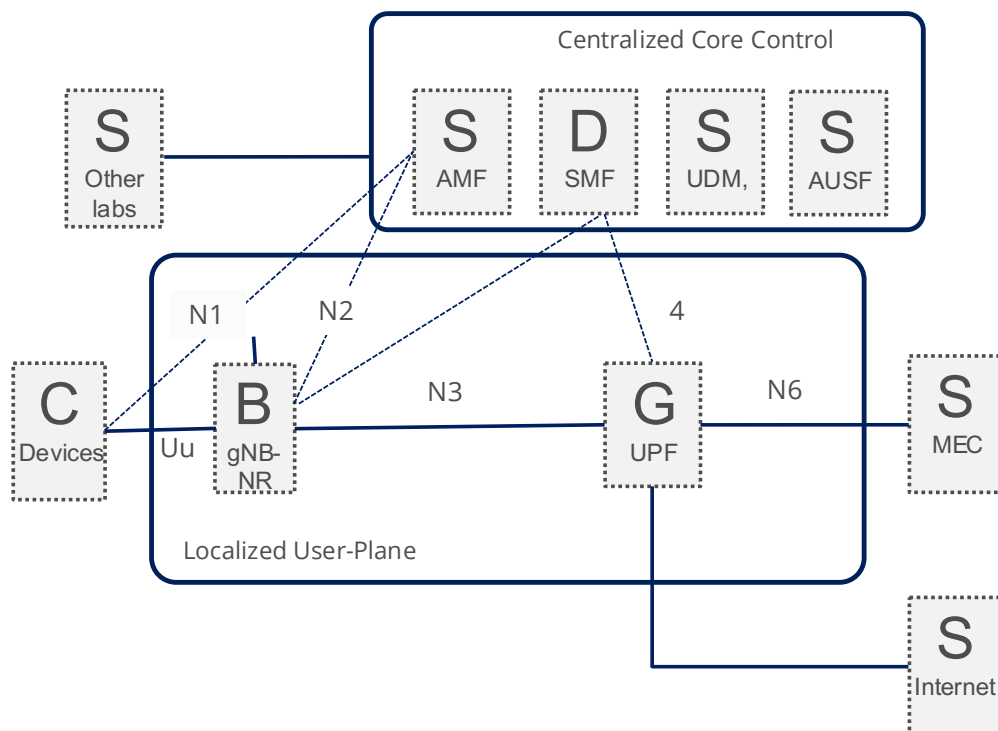 Centralized Core Control
S
Other
labs
S
AMF
D
SMF
S
UDM,
S
AUSF
N1
N2
4
C
Devices
Uu
B
gNB-
NR
N3
G
UPF
N6
S
MEC
Localized User-Plane
S
Internet